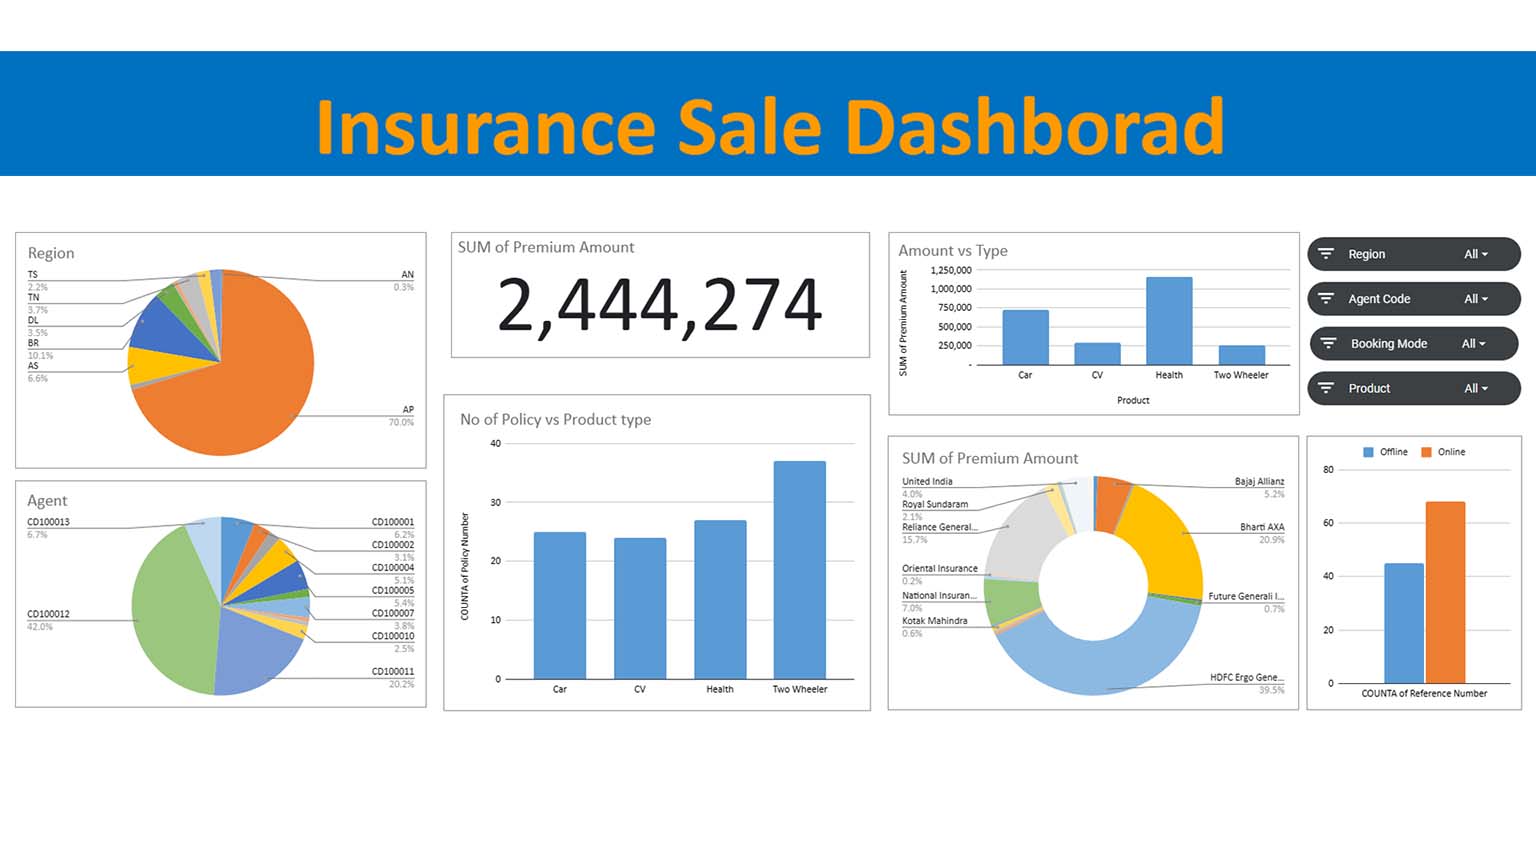 Insurance Sale Dashborad
Region
TS
2.2%
TN
3.7%
DL
3.5%
BR
10.1%
AS
6.6%
AN
0.3%
AP
70.0%
Agent
CD100013
6.7%
CD100012
42.0%
CD100001
6.2%
CD100002
3.1%
CD100004
5.1%
CD100005
5.4%
CD100007
3.8%
CD100010
2.5%
CD100011
20.2%
SUM of Premium Amount
2,444,274
No of Policy vs Product type
COUNTA of Policy Number
40
30
20
10
0
Car CV Health Two Wheeler
Amount vs Type
SUM of Premium Amount
1,250,000
1,000,000
750,000
500,000
250,000
-
Car CV Health Two Wheeler
Product
SUM of Premium Amount
United India
4.0%
Royal Sundaram
2.1%
Reliance General...
15.7%
Oriental Insurance
0.2%
National Insuran...
7.0%
Kotak Mahindra
0.6%
Bajaj Allianz
5.2%
Bharti AXA
20.9%
Future Generali I...
0.7%
HDFC Ergo Gene...
39.5%
Region All
Agent Code All
Booking Mode All
Product All
Offline Online
80
60
40
20
0
COUNTA of Reference Number